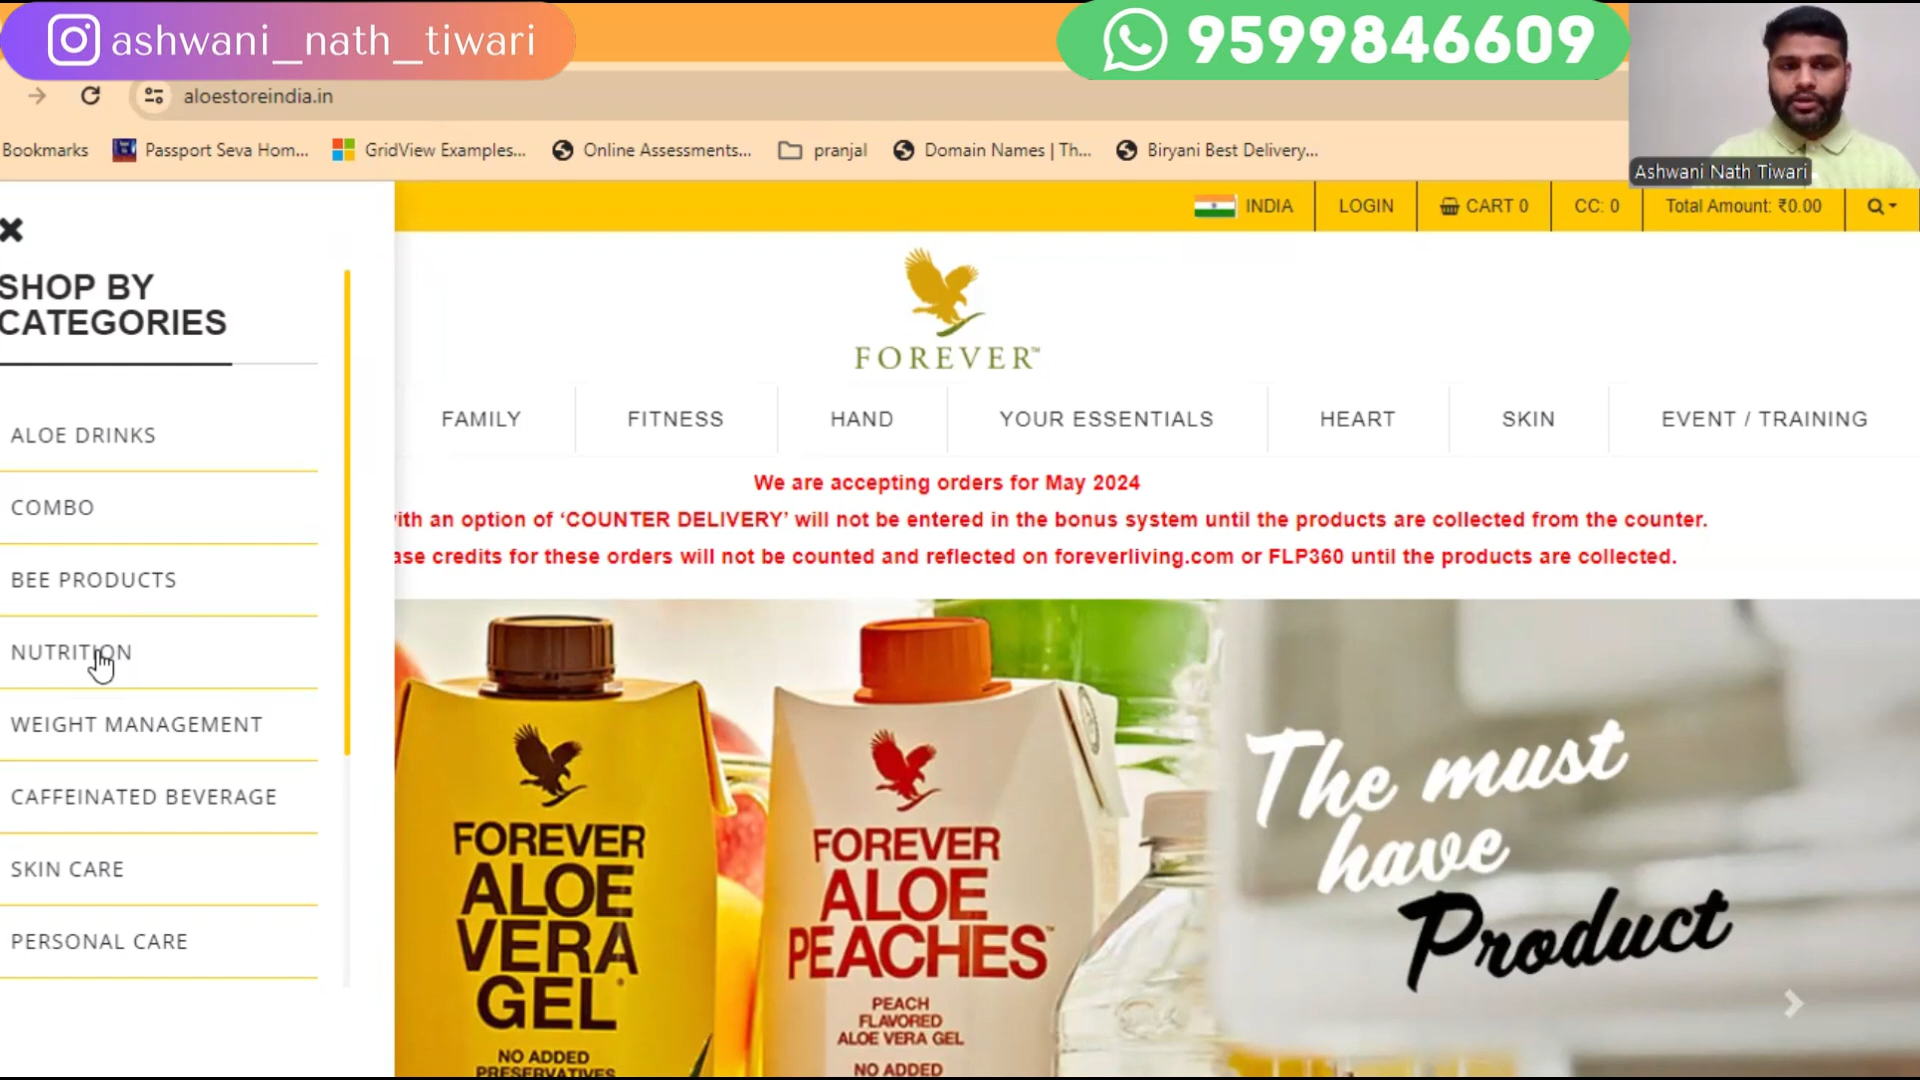 ashwani_nath_tiwari
9599846609
aloestoreindia.in
Ashwani Nath Tiwari
Bookmarks Passport Seva Hom... GridView Examples... Online Assessments... pranjal Domain Names | Th... Biryani Best Delivery...
INDIA LOGIN CART 0 CC: 0 Total Amount: ₹0.00
SHOP BY
CATEGORIES
ALOE DRINKS
COMBO
BEE PRODUCTS
NUTRITION
WEIGHT MANAGEMENT
CAFFEINATED BEVERAGE
SKIN CARE
PERSONAL CARE
FOREVER™
FAMILY FITNESS HAND YOUR ESSENTIALS HEART SKIN EVENT / TRAINING
We are accepting orders for May 2024
with an option of ‘COUNTER DELIVERY’ will not be entered in the bonus system until the products are collected from the counter.
ase credits for these orders will not be counted and reflected on foreverliving.com or FLP360 until the products are collected.
FOREVER
ALOE
VERA
GEL®
NO ADDED
PRESERVATIVES
FOREVER
ALOE
PEACHES™
PEACH
FLAVORED
ALOE VERA GEL
NO ADDED
The must
have
Product